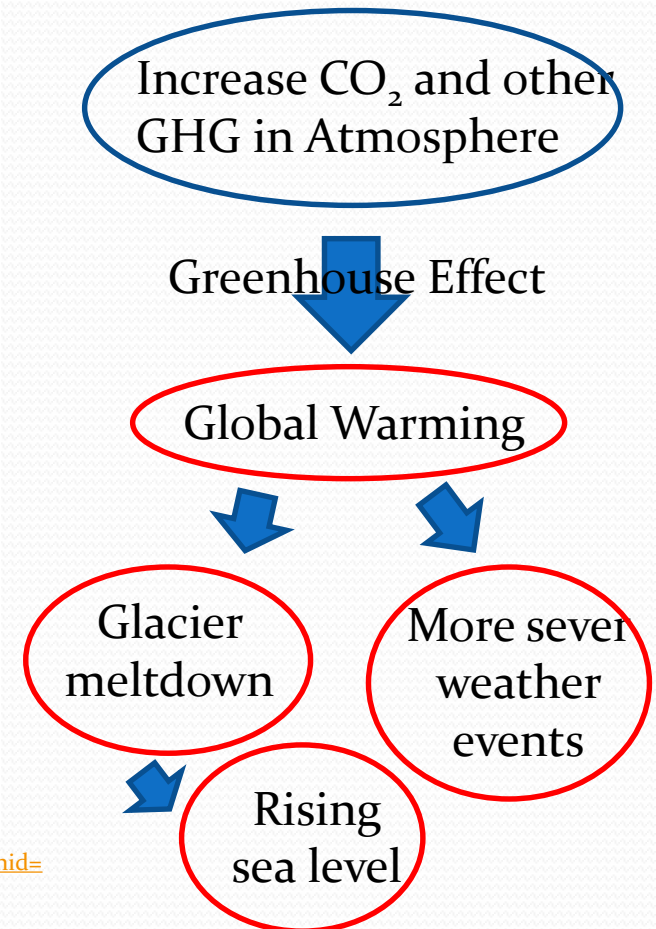 Increase CO₂ and other
GHG in Atmosphere
Greenhouse Effect
Global Warming
Glacier
meltdown
More sever
weather
events
Rising
sea level
nid=